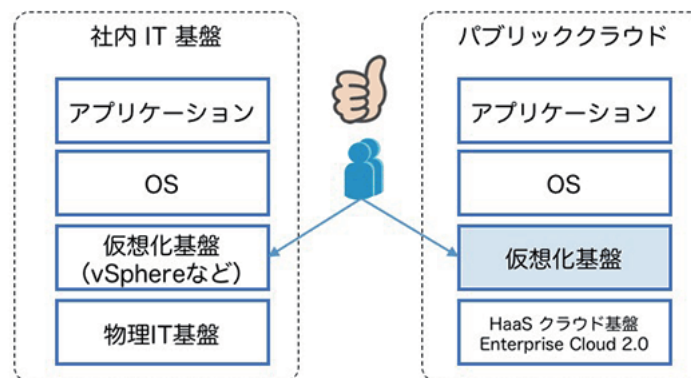 社内 IT 基盤
アプリケーション
OS
仮想化基盤
（vSphereなど）
物理IT基盤
パブリッククラウド
アプリケーション
OS
仮想化基盤
HaaS クラウド基盤
Enterprise Cloud 2.0